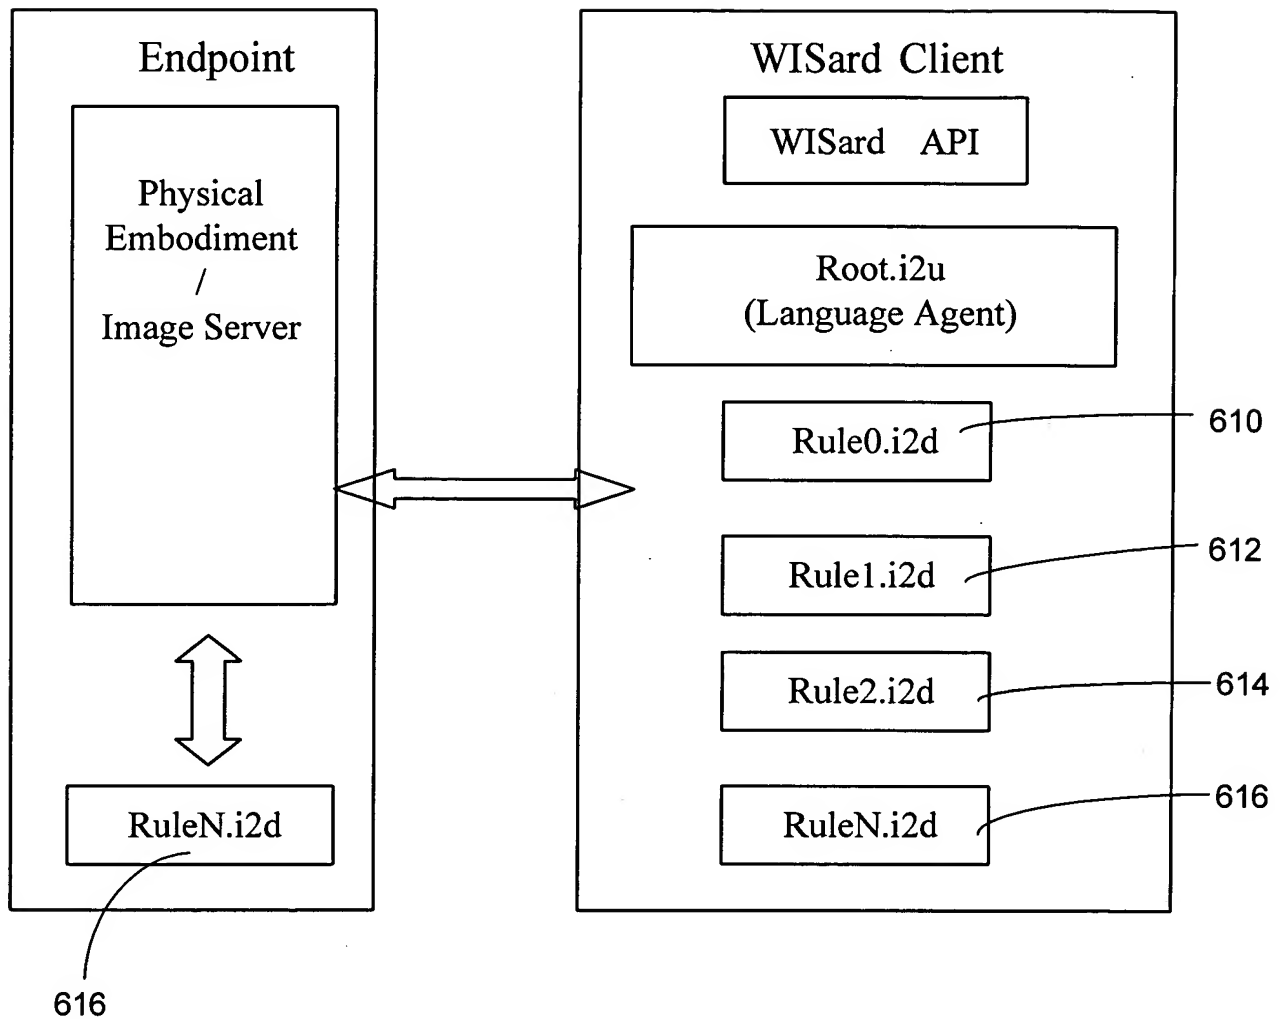 Endpoint
Physical
Embodiment
/
Image Server
RuleN.i2d
616
WISard Client
WISard API
Root.i2u
(Language Agent)
Rule0.i2d
610
Rule1.i2d
612
Rule2.i2d
614
RuleN.i2d
616